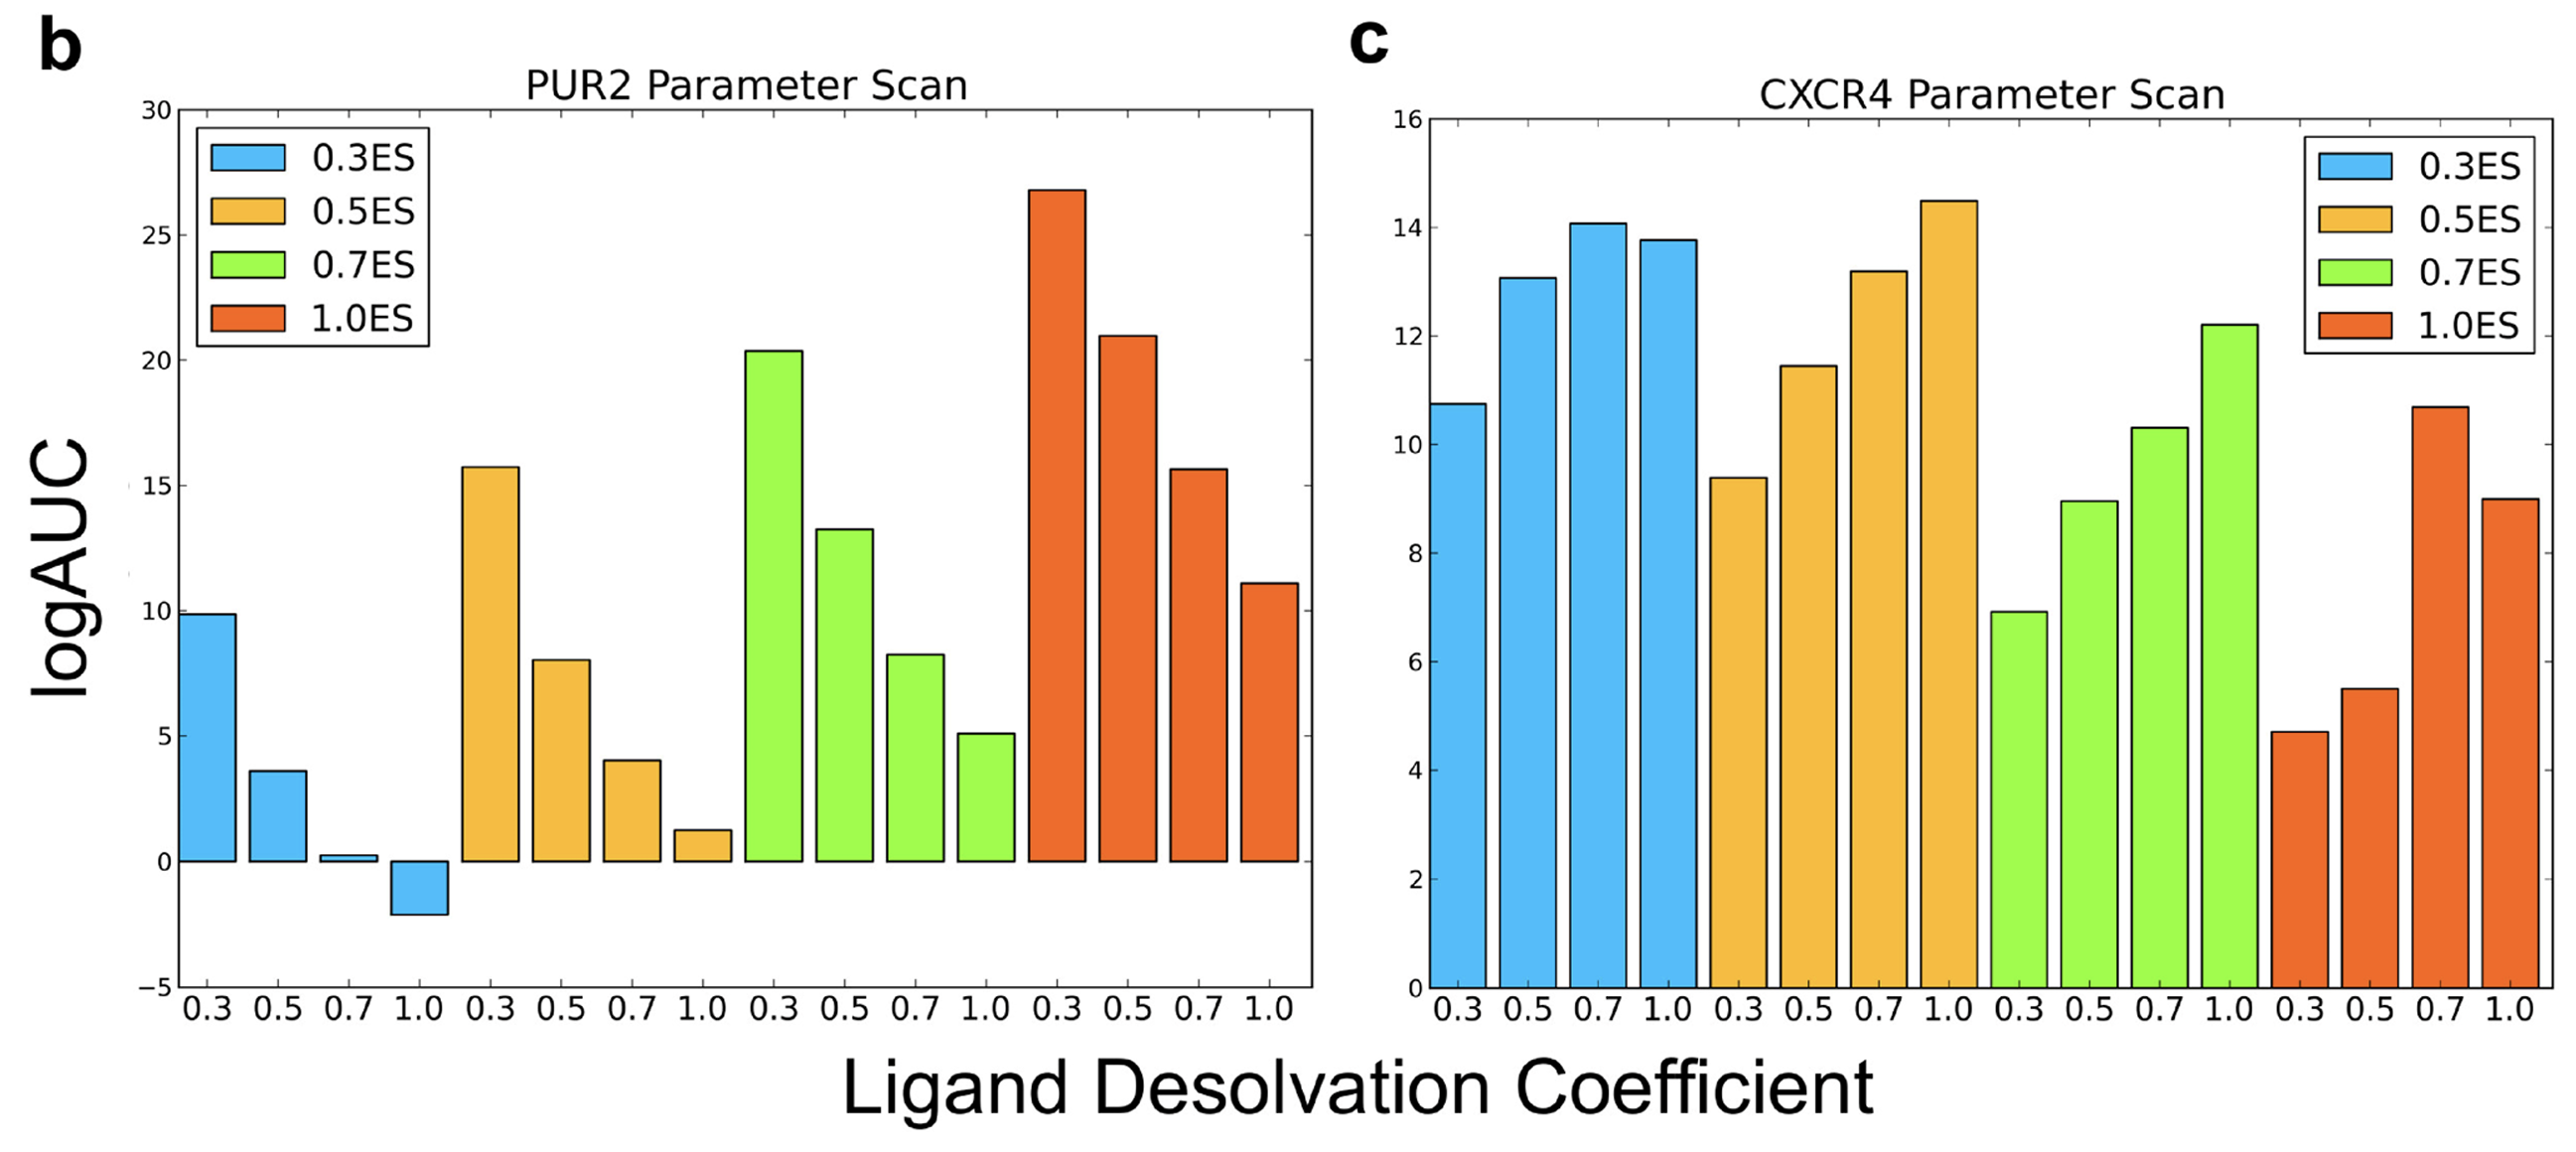 b
PUR2 Parameter Scan
30
25
20
15
10
5
0
−5
0.3ES
0.5ES
0.7ES
1.0ES
0.3 0.5 0.7 1.0 0.3 0.5 0.7 1.0 0.3 0.5 0.7 1.0 0.3 0.5 0.7 1.0
logAUC
c
CXCR4 Parameter Scan
16
14
12
10
8
6
4
2
0
0.3ES
0.5ES
0.7ES
1.0ES
0.3 0.5 0.7 1.0 0.3 0.5 0.7 1.0 0.3 0.5 0.7 1.0 0.3 0.5 0.7 1.0
Ligand Desolvation Coefficient